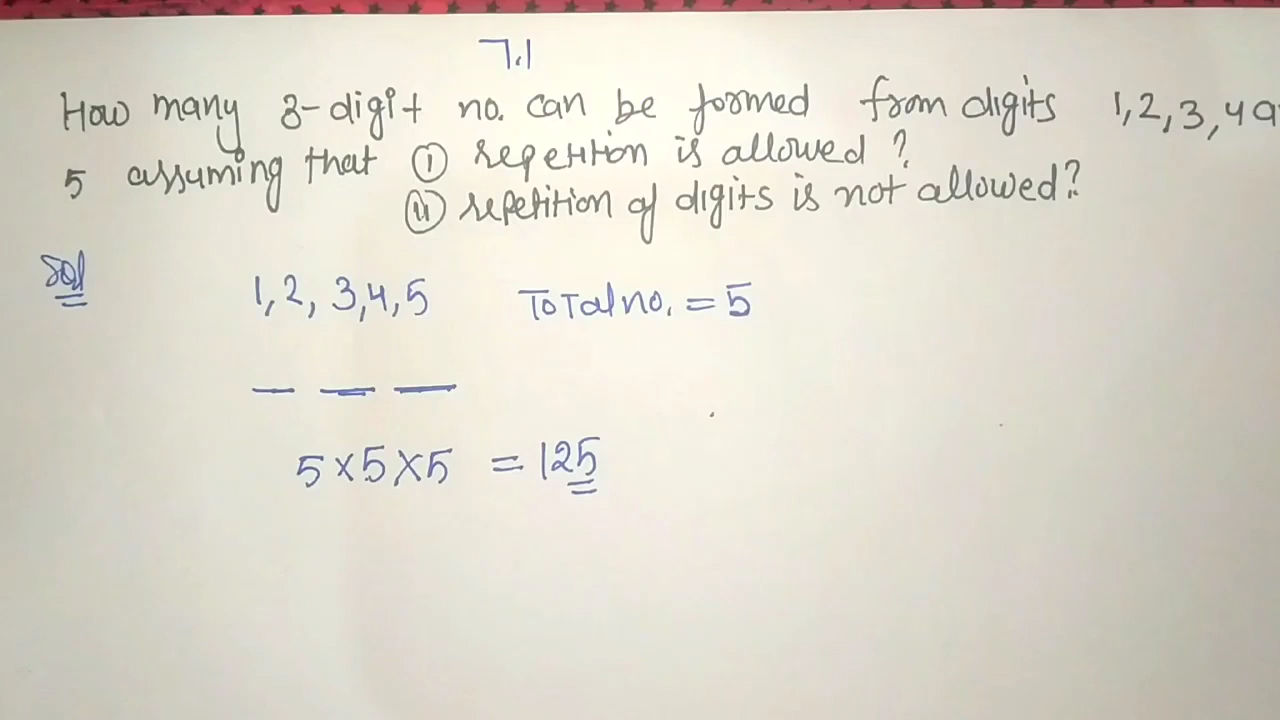 7.1
How many 3-digit no. can be formed from digits 1,2,3,4 a
5 assuming that (i) repetition is allowed?
(ii) repetition of digits is not allowed?
Sol 1,2, 3,4,5 Total no. = 5
5×5×5 = 125